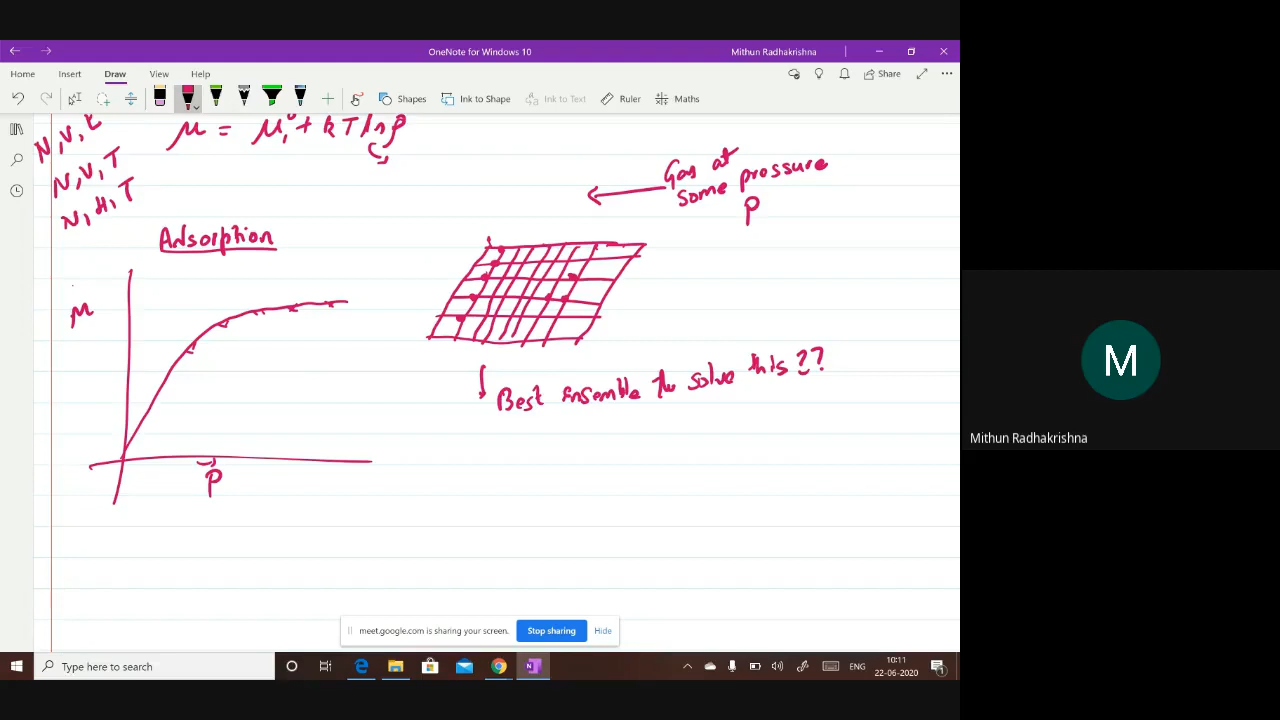 OneNote for Windows 10
Mithun Radhakrishna
Home Insert Draw View Help
Share
Shapes Ink to Shape Ink to Text Ruler Maths
N, V, E
μ = μ₁⁰ + kT ln p
N, V, T
N, H, T
Gas at
some pressure
P
Adsorption
M
P
Best ensemble to solve this ??
M
Mithun Radhakrishna
meet.google.com is sharing your screen. Stop sharing Hide
Type here to search
ENG
10:11
22-06-2020